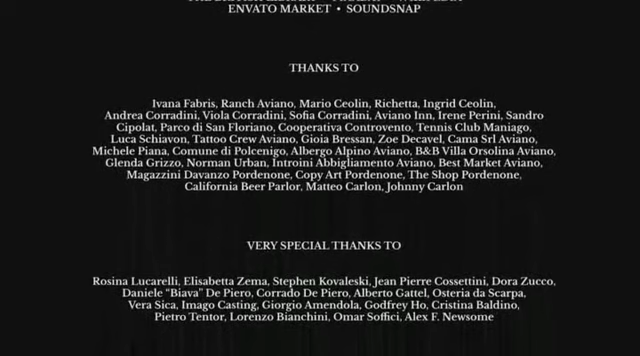 ENVATO MARKET • SOUNDSNAP
THANKS TO
Ivana Fabris, Ranch Aviano, Mario Ceolin, Richetta, Ingrid Ceolin,
Andrea Corradini, Viola Corradini, Sofia Corradini, Aviano Inn, Irene Perini, Sandro
Cipolat, Parco di San Floriano, Cooperativa Controvento, Tennis Club Maniago,
Luca Schiavon, Tattoo Crew Aviano, Gioia Bressan, Zoe Decavel, Cama Srl Aviano,
Michele Piana, Comune di Polcenigo, Albergo Alpino Aviano, B&B Villa Orsolina Aviano,
Glenda Grizzo, Norman Urban, Introini Abbigliamento Aviano, Best Market Aviano,
Magazzini Davanzo Pordenone, Copy Art Pordenone, The Shop Pordenone,
California Beer Parlor, Matteo Carlon, Johnny Carlon
VERY SPECIAL THANKS TO
Rosina Lucarelli, Elisabetta Zema, Stephen Kovaleski, Jean Pierre Cossettini, Dora Zucco,
Daniele “Biava” De Piero, Corrado De Piero, Alberto Gattel, Osteria da Scarpa,
Vera Sica, Imago Casting, Giorgio Amendola, Godfrey Ho, Cristina Baldino,
Pietro Tentor, Lorenzo Bianchini, Omar Soffici, Alex F. Newsome